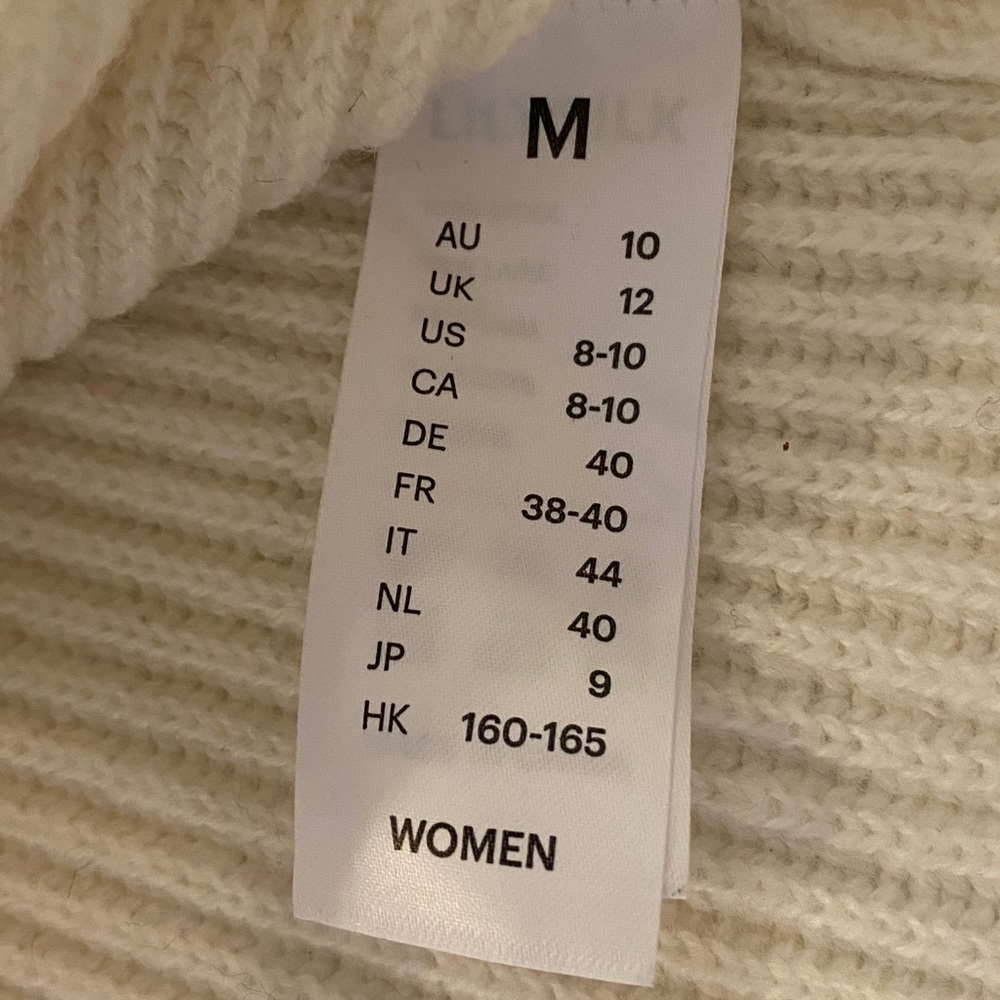 M
AU 10
UK 12
US 8-10
CA 8-10
DE 40
FR 38-40
IT 44
NL 40
JP 9
HK 160-165
WOMEN